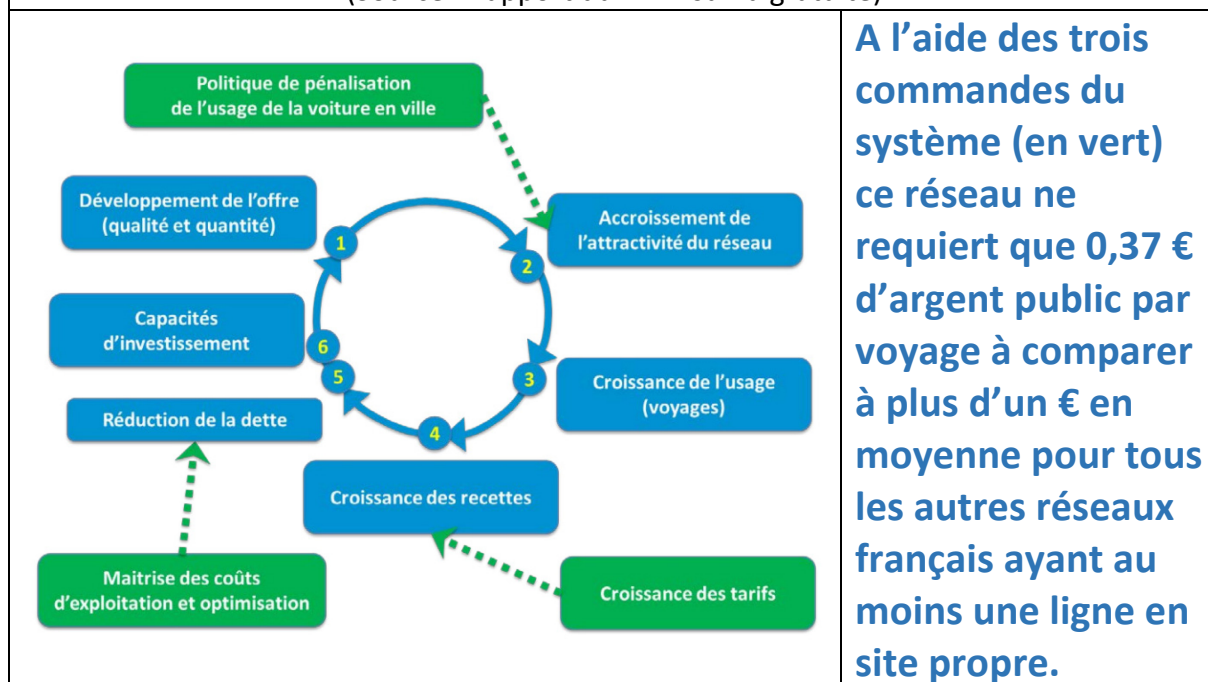 Politique de pénalisation
de l'usage de la voiture en ville
Développement de l'offre
(qualité et quantité)
1
Accroissement de
l'attractivité du réseau
2
Capacités
d'investissement
6
5
3
Croissance de l'usage
(voyages)
Réduction de la dette
4
Croissance des recettes
Maitrise des coûts
d'exploitation et optimisation
Croissance des tarifs
A l'aide des trois
commandes du
système (en vert)
ce réseau ne
requiert que 0,37 €
d'argent public par
voyage à comparer
à plus d'un € en
moyenne pour tous
les autres réseaux
français ayant au
moins une ligne en
site propre.